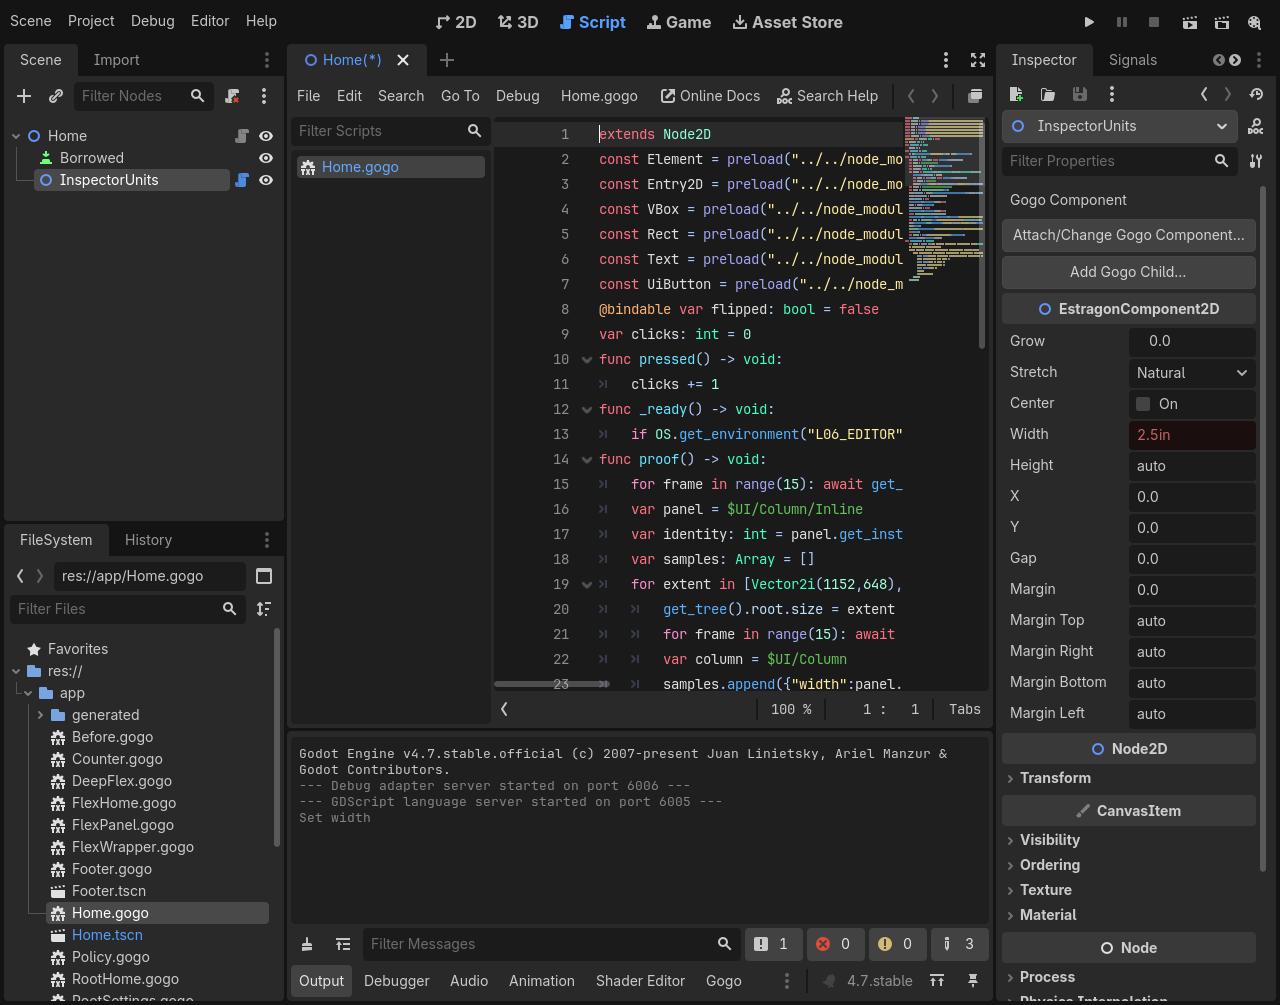 Scene Project Debug Editor Help
2D 3D Script Game Asset Store
Scene Import
Filter Nodes
Home
Borrowed
InspectorUnits
FileSystem History
res://app/Home.gogo
Filter Files
Favorites
res://
app
generated
Before.gogo
Counter.gogo
DeepFlex.gogo
FlexHome.gogo
FlexPanel.gogo
FlexWrapper.gogo
Footer.gogo
Footer.tscn
Home.gogo
Home.tscn
Policy.gogo
RootHome.gogo
RootSettings.gogo
Home(*)
File Edit Search Go To Debug Home.gogo Online Docs Search Help
Filter Scripts
Home.gogo
1 extends Node2D
2 const Element = preload("../../node_mo
3 const Entry2D = preload("../../node_mo
4 const VBox = preload("../../node_modul
5 const Rect = preload("../../node_modul
6 const Text = preload("../../node_modul
7 const UiButton = preload("../../node_m
8 @bindable var flipped: bool = false
9 var clicks: int = 0
10 func pressed() -> void:
11 clicks += 1
12 func _ready() -> void:
13 if OS.get_environment("L06_EDITOR"
14 func proof() -> void:
15 for frame in range(15): await get_
16 var panel = $UI/Column/Inline
17 var identity: int = panel.get_inst
18 var samples: Array = []
19 for extent in [Vector2i(1152,648),
20 get_tree().root.size = extent
21 for frame in range(15): await
22 var column = $UI/Column
23 samples.append({"width":panel.
100 % 1 : 1 Tabs
Godot Engine v4.7.stable.official (c) 2007-present Juan Linietsky, Ariel Manzur &
Godot Contributors.
--- Debug adapter server started on port 6006 ---
--- GDScript language server started on port 6005 ---
Set width
Filter Messages 1 0 0 3
Output Debugger Audio Animation Shader Editor Gogo 4.7.stable
Inspector Signals
InspectorUnits
Filter Properties
Gogo Component
Attach/Change Gogo Component...
Add Gogo Child...
EstragonComponent2D
Grow 0.0
Stretch Natural
Center On
Width 2.5in
Height auto
X 0.0
Y 0.0
Gap 0.0
Margin 0.0
Margin Top auto
Margin Right auto
Margin Bottom auto
Margin Left auto
Node2D
Transform
CanvasItem
Visibility
Ordering
Texture
Material
Node
Process
Physics Interpolation